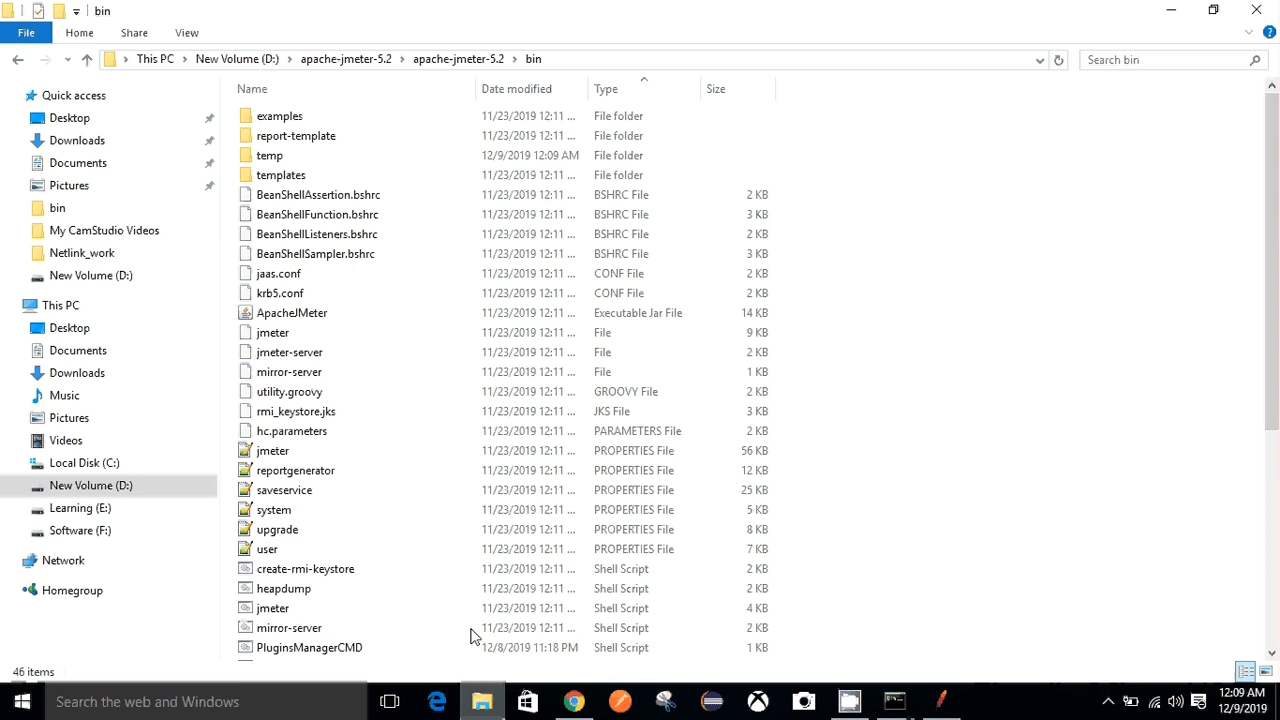 bin
File Home Share View
This PC New Volume (D:) apache-jmeter-5.2 apache-jmeter-5.2 bin
Search bin
Quick access
Desktop
Downloads
Documents
Pictures
bin
My CamStudio Videos
Netlink_work
New Volume (D:)
This PC
Desktop
Documents
Downloads
Music
Pictures
Videos
Local Disk (C:)
New Volume (D:)
Learning (E:)
Software (F:)
Network
Homegroup
Name Date modified Type Size
examples 11/23/2019 12:11 ... File folder
report-template 11/23/2019 12:11 ... File folder
temp 12/9/2019 12:09 AM File folder
templates 11/23/2019 12:11 ... File folder
BeanShellAssertion.bshrc 11/23/2019 12:11 ... BSHRC File 2 KB
BeanShellFunction.bshrc 11/23/2019 12:11 ... BSHRC File 3 KB
BeanShellListeners.bshrc 11/23/2019 12:11 ... BSHRC File 2 KB
BeanShellSampler.bshrc 11/23/2019 12:11 ... BSHRC File 3 KB
jaas.conf 11/23/2019 12:11 ... CONF File 2 KB
krb5.conf 11/23/2019 12:11 ... CONF File 2 KB
ApacheJMeter 11/23/2019 12:11 ... Executable Jar File 14 KB
jmeter 11/23/2019 12:11 ... File 9 KB
jmeter-server 11/23/2019 12:11 ... File 2 KB
mirror-server 11/23/2019 12:11 ... File 1 KB
utility.groovy 11/23/2019 12:11 ... GROOVY File 2 KB
rmi_keystore.jks 11/23/2019 12:11 ... JKS File 3 KB
hc.parameters 11/23/2019 12:11 ... PARAMETERS File 2 KB
jmeter 11/23/2019 12:11 ... PROPERTIES File 56 KB
reportgenerator 11/23/2019 12:11 ... PROPERTIES File 12 KB
saveservice 11/23/2019 12:11 ... PROPERTIES File 25 KB
system 11/23/2019 12:11 ... PROPERTIES File 5 KB
upgrade 11/23/2019 12:11 ... PROPERTIES File 8 KB
user 11/23/2019 12:11 ... PROPERTIES File 7 KB
create-rmi-keystore 11/23/2019 12:11 ... Shell Script 2 KB
heapdump 11/23/2019 12:11 ... Shell Script 2 KB
jmeter 11/23/2019 12:11 ... Shell Script 4 KB
mirror-server 11/23/2019 12:11 ... Shell Script 2 KB
PluginsManagerCMD 12/8/2019 11:18 PM Shell Script 1 KB
46 items
Search the web and Windows
12:09 AM
12/9/2019